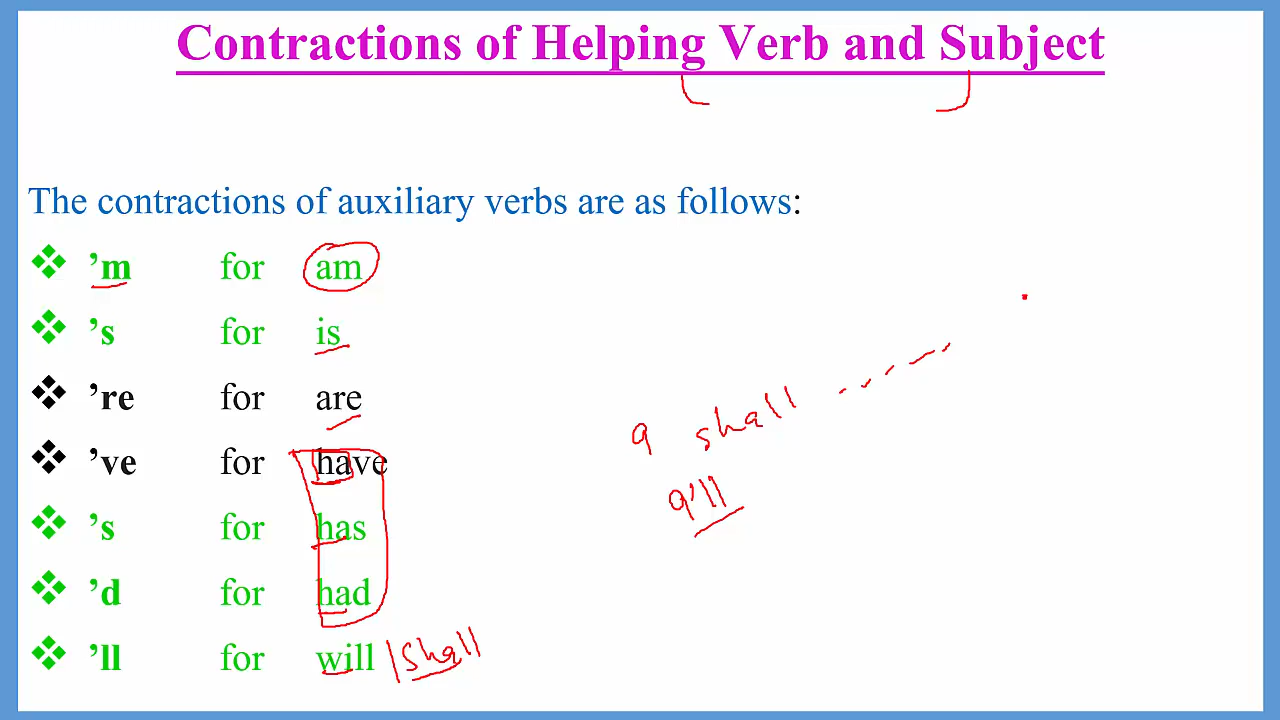 Contractions of Helping Verb and Subject
The contractions of auxiliary verbs are as follows:
❖ ’m for am
❖ ’s for is
❖ ’re for are
❖ ’ve for have
❖ ’s for has
❖ ’d for had
❖ ’ll for will / shall
I shall -----
I'll